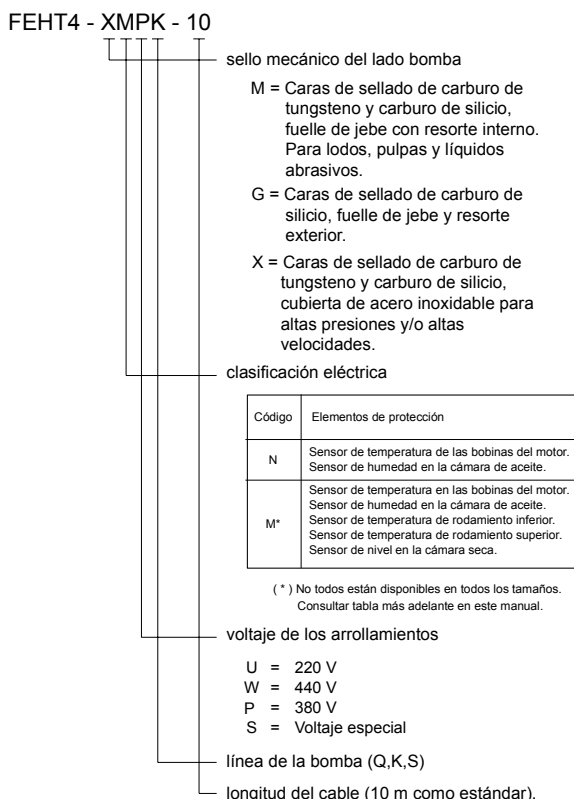 FEHT4 - XMPK - 10
sello mecánico del lado bomba
M = Caras de sellado de carburo de
tungsteno y carburo de silicio,
fuelle de jebe con resorte interno.
Para lodos, pulpas y líquidos
abrasivos.
G = Caras de sellado de carburo de
silicio, fuelle de jebe y resorte
exterior.
X = Caras de sellado de carburo de
tungsteno y carburo de silicio,
cubierta de acero inoxidable para
altas presiones y/o altas
velocidades.
clasificación eléctrica
Código Elementos de protección
N Sensor de temperatura de las bobinas del motor.
Sensor de humedad en la cámara de aceite.
Sensor de temperatura en las bobinas del motor.
Sensor de humedad en la cámara de aceite.
M* Sensor de temperatura de rodamiento inferior.
Sensor de temperatura de rodamiento superior.
Sensor de nivel en la cámara seca.
( * ) No todos están disponibles en todos los tamaños.
Consultar tabla más adelante en este manual.
voltaje de los arrollamientos
U = 220 V
W = 440 V
P = 380 V
S = Voltaje especial
línea de la bomba (Q,K,S)
longitud del cable (10 m como estándar).